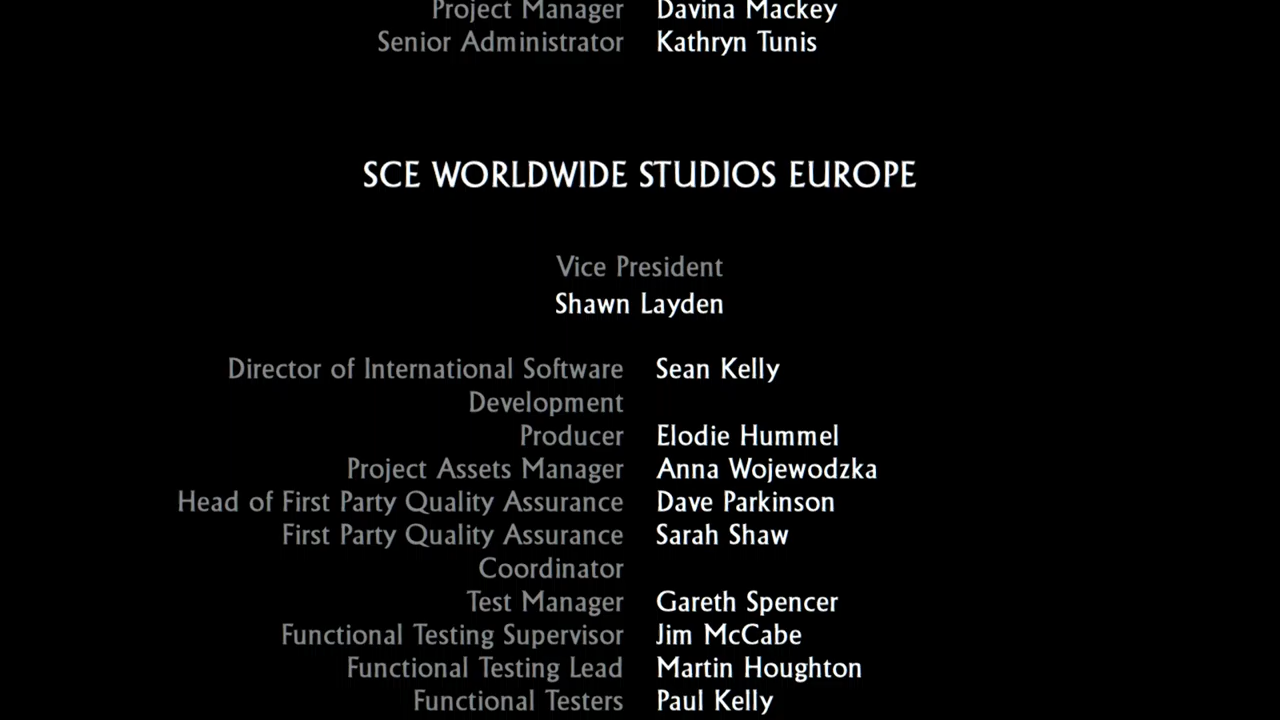 Project Manager Davina Mackey
Senior Administrator Kathryn Tunis
SCE WORLDWIDE STUDIOS EUROPE
Vice President
Shawn Layden
Director of International Software Sean Kelly
Development
Producer Elodie Hummel
Project Assets Manager Anna Wojewodzka
Head of First Party Quality Assurance Dave Parkinson
First Party Quality Assurance Sarah Shaw
Coordinator
Test Manager Gareth Spencer
Functional Testing Supervisor Jim McCabe
Functional Testing Lead Martin Houghton
Functional Testers Paul Kelly